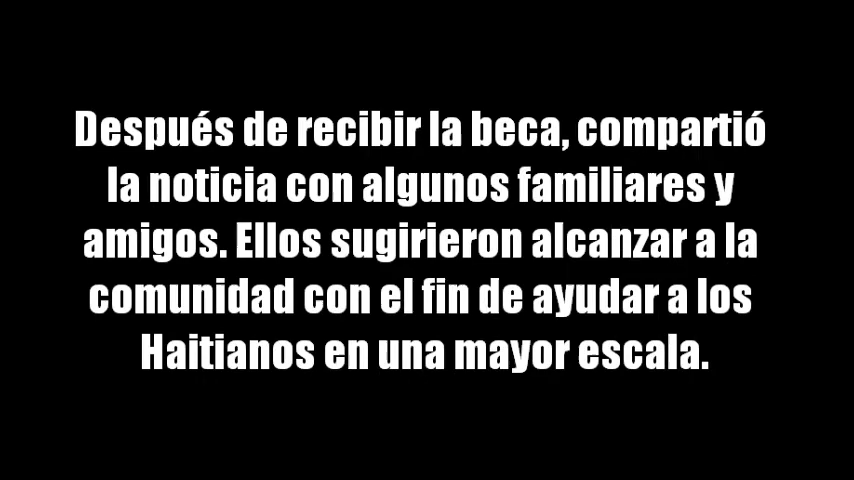 Después de recibir la beca, compartió
la noticia con algunos familiares y
amigos. Ellos sugirieron alcanzar a la
comunidad con el fin de ayudar a los
Haitianos en una mayor escala.